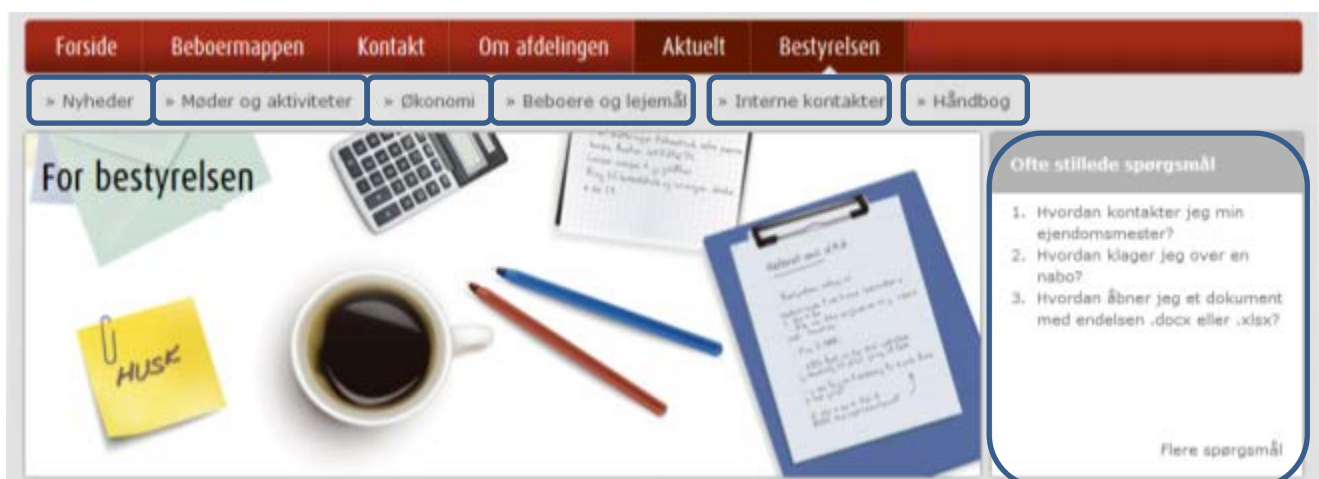 Forside Beboermappen Kontakt Om afdelingen Aktuelt Bestyrelsen
» Nyheder » Møder og aktiviteter » Økonomi » Beboere og lejemål » Interne kontakter » Håndbog
For bestyrelsen
HUSK
Ofte stillede spørgsmål
1. Hvordan kontakter jeg min
ejendomsmester?
2. Hvordan klager jeg over en
nabo?
3. Hvordan åbner jeg et dokument
med endelsen .docx eller .xlsx?
Flere spørgsmål